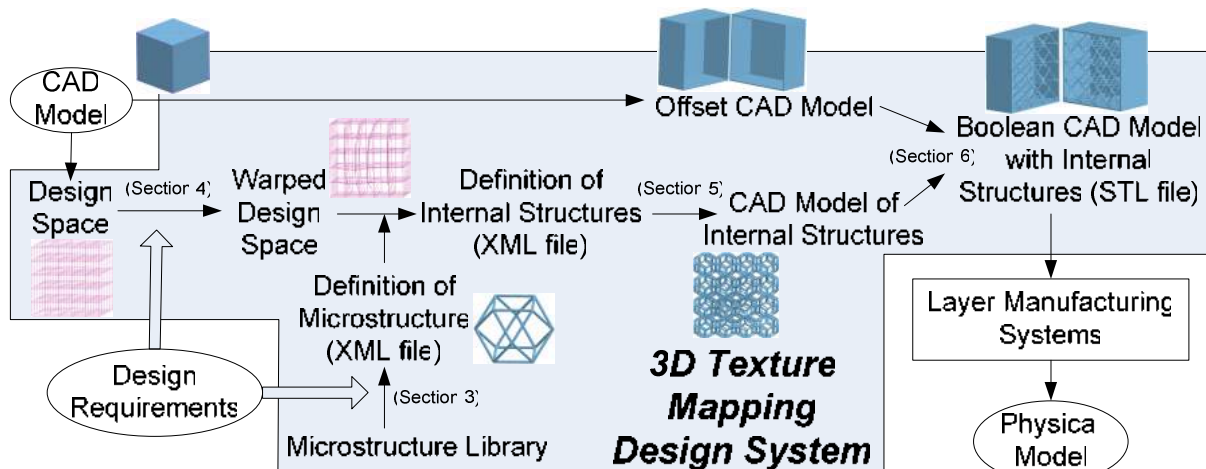 CAD
Model
Offset CAD Model
Boolean CAD Model
with Internal
Structures (STL file)
(Section 6)
Design
Space
(Section 4)
Warped
Design
Space
Definition of
Internal Structures
(XML file)
(Section 5)
CAD Model of
Internal Structures
Definition of
Microstructure
(XML file)
Design
Requirements
(Section 3)
Microstructure Library
3D Texture
Mapping
Design System
Layer Manufacturing
Systems
Physica
Model